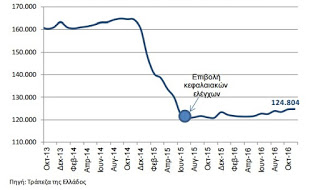 170.000
160.000
150.000
140.000
130.000
120.000
110.000
Επιβολή
κεφαλαιακών
ελέγχων
124.804
Οκτ-13
Δεκ-13
Φεβ-14
Απρ-14
Ιουν-14
Αυγ-14
Οκτ-14
Δεκ-14
Φεβ-15
Απρ-15
Ιουν-15
Αυγ-15
Οκτ-15
Δεκ-15
Φεβ-16
Απρ-16
Ιουν-16
Αυγ-16
Οκτ-16
Πηγή: Τράπεζα της Ελλάδος